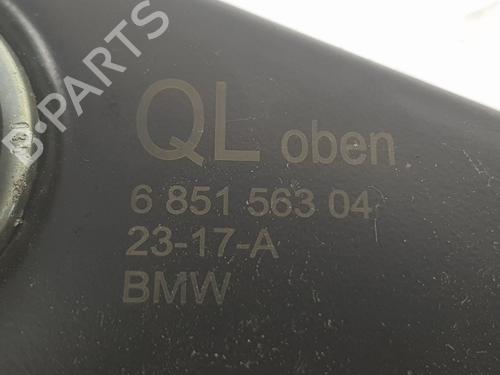 B-PARTS
QL oben
6 851 563 04
23-17-A
BMW